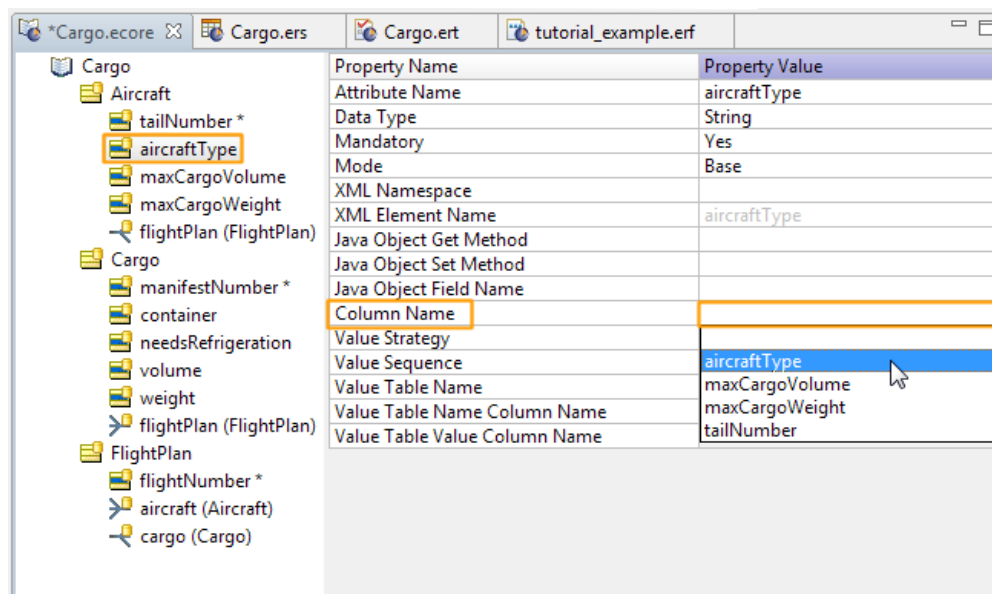 *Cargo.ecore Cargo.ers Cargo.ert tutorial_example.erf
Cargo
Aircraft
tailNumber *
aircraftType
maxCargoVolume
maxCargoWeight
flightPlan (FlightPlan)
Cargo
manifestNumber *
container
needsRefrigeration
volume
weight
flightPlan (FlightPlan)
FlightPlan
flightNumber *
aircraft (Aircraft)
cargo (Cargo)
Property Name Property Value
Attribute Name aircraftType
Data Type String
Mandatory Yes
Mode Base
XML Namespace
XML Element Name aircraftType
Java Object Get Method
Java Object Set Method
Java Object Field Name
Column Name
Value Strategy
Value Sequence
Value Table Name
Value Table Name Column Name
Value Table Value Column Name
aircraftType
maxCargoVolume
maxCargoWeight
tailNumber